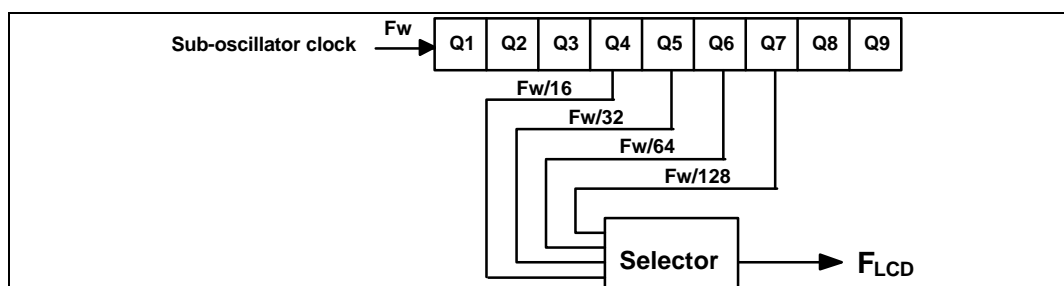 Fw
Sub-oscillator clock
Q1 Q2 Q3 Q4 Q5 Q6 Q7 Q8 Q9
Fw/16
Fw/32
Fw/64
Fw/128
Selector
FLCD